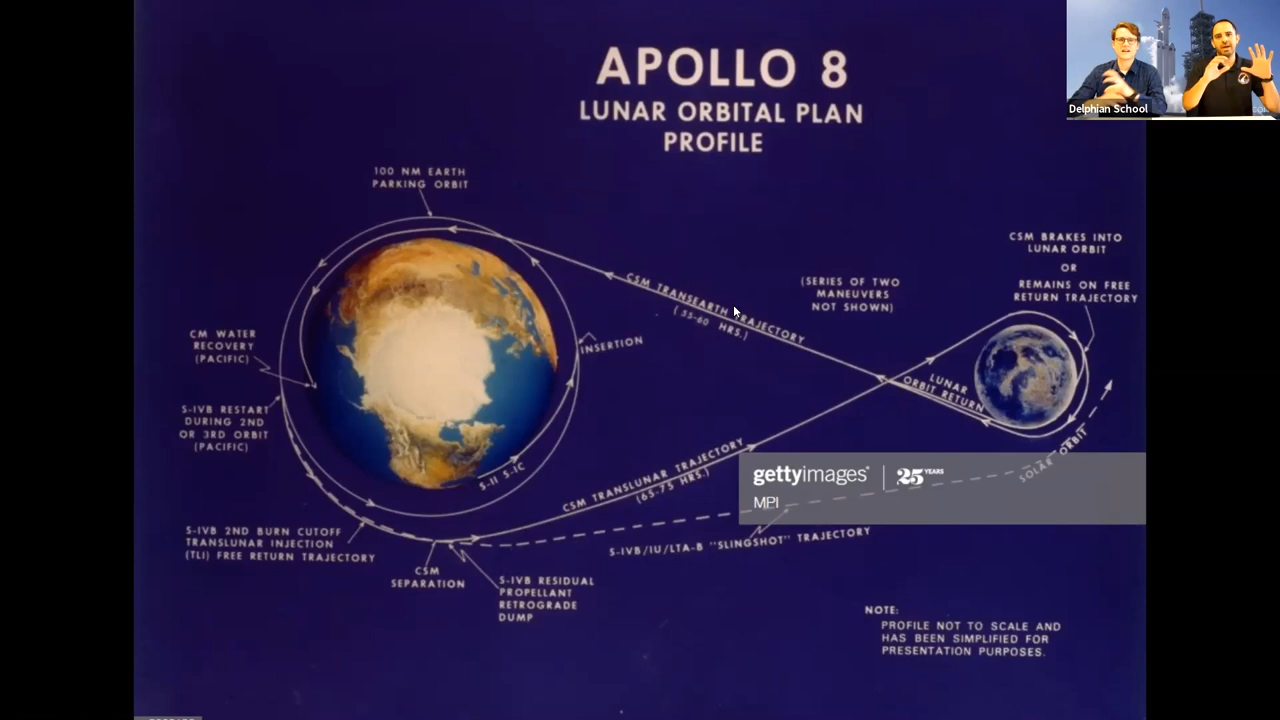 APOLLO 8
LUNAR ORBITAL PLAN
PROFILE
Delphian School
100 NM EARTH
PARKING ORBIT
CSM BRAKES INTO
LUNAR ORBIT
OR
REMAINS ON FREE
RETURN TRAJECTORY
(SERIES OF TWO
MANEUVERS
NOT SHOWN)
CSM TRANSEARTH TRAJECTORY
(55-60 HRS.)
CM WATER
RECOVERY
(PACIFIC)
INSERTION
LUNAR
ORBIT RETURN
S-IVB RESTART
DURING 2ND
OR 3RD ORBIT
(PACIFIC)
S-II S-IC
CSM TRANSLUNAR TRAJECTORY
(65-75 HRS.)
SOLAR ORBIT
gettyimages
25 YEARS
MPI
S-IVB 2ND BURN CUTOFF
TRANSLUNAR INJECTION
(TLI) FREE RETURN TRAJECTORY
S-IVB/IU/LTA-B "SLINGSHOT" TRAJECTORY
CSM
SEPARATION
S-IVB RESIDUAL
PROPELLANT
RETROGRADE
DUMP
NOTE:
PROFILE NOT TO SCALE AND
HAS BEEN SIMPLIFIED FOR
PRESENTATION PURPOSES.